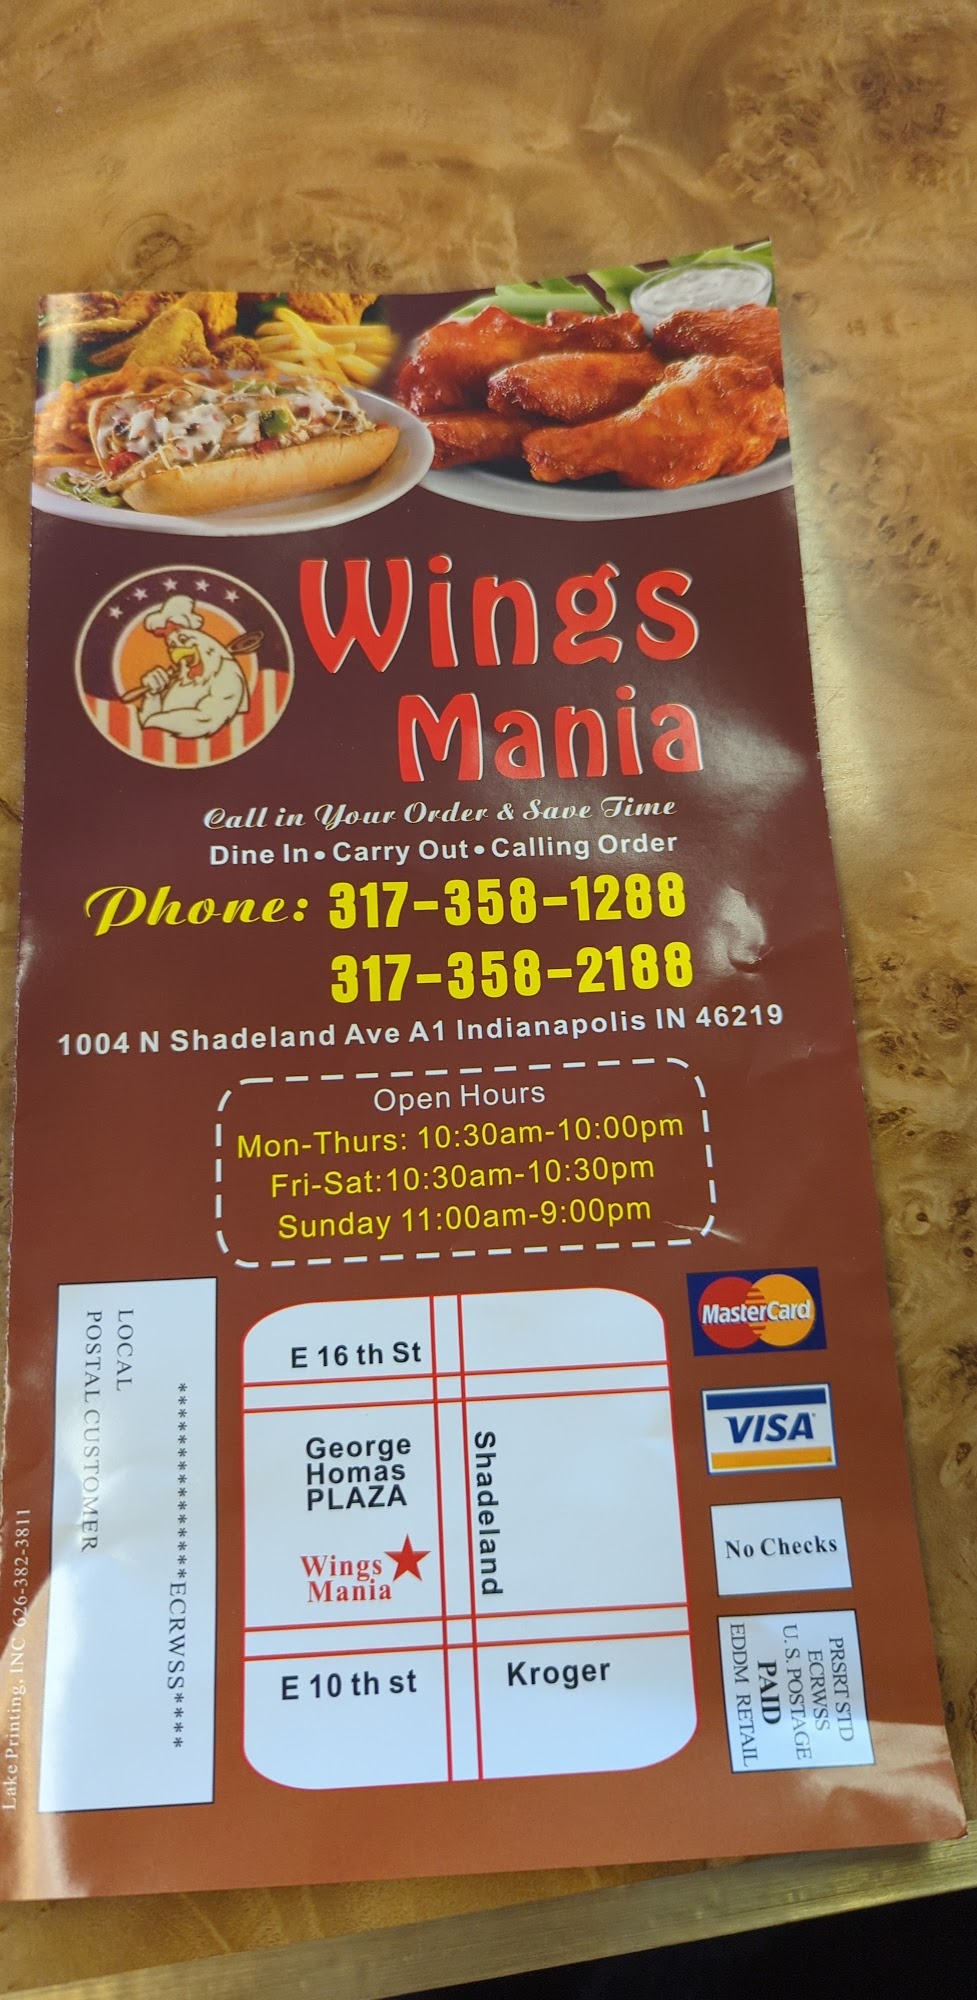 Wings
Mania
Call in Your Order & Save Time
Dine In • Carry Out • Calling Order
Phone: 317-358-1288
317-358-2188
1004 N Shadeland Ave A1 Indianapolis IN 46219
Open Hours
Mon-Thurs: 10:30am-10:00pm
Fri-Sat:10:30am-10:30pm
Sunday 11:00am-9:00pm
LOCAL
POSTAL CUSTOMER
******************ECRWSS****
Lake Printing, INC 626-382-3811
E 16 th St
George
Homas
PLAZA
Wings
Mania
Shadeland
E 10 th st
Kroger
MasterCard
VISA
No Checks
PRSRT STD
ECRWSS
U.S. POSTAGE
PAID
EDDM RETAIL